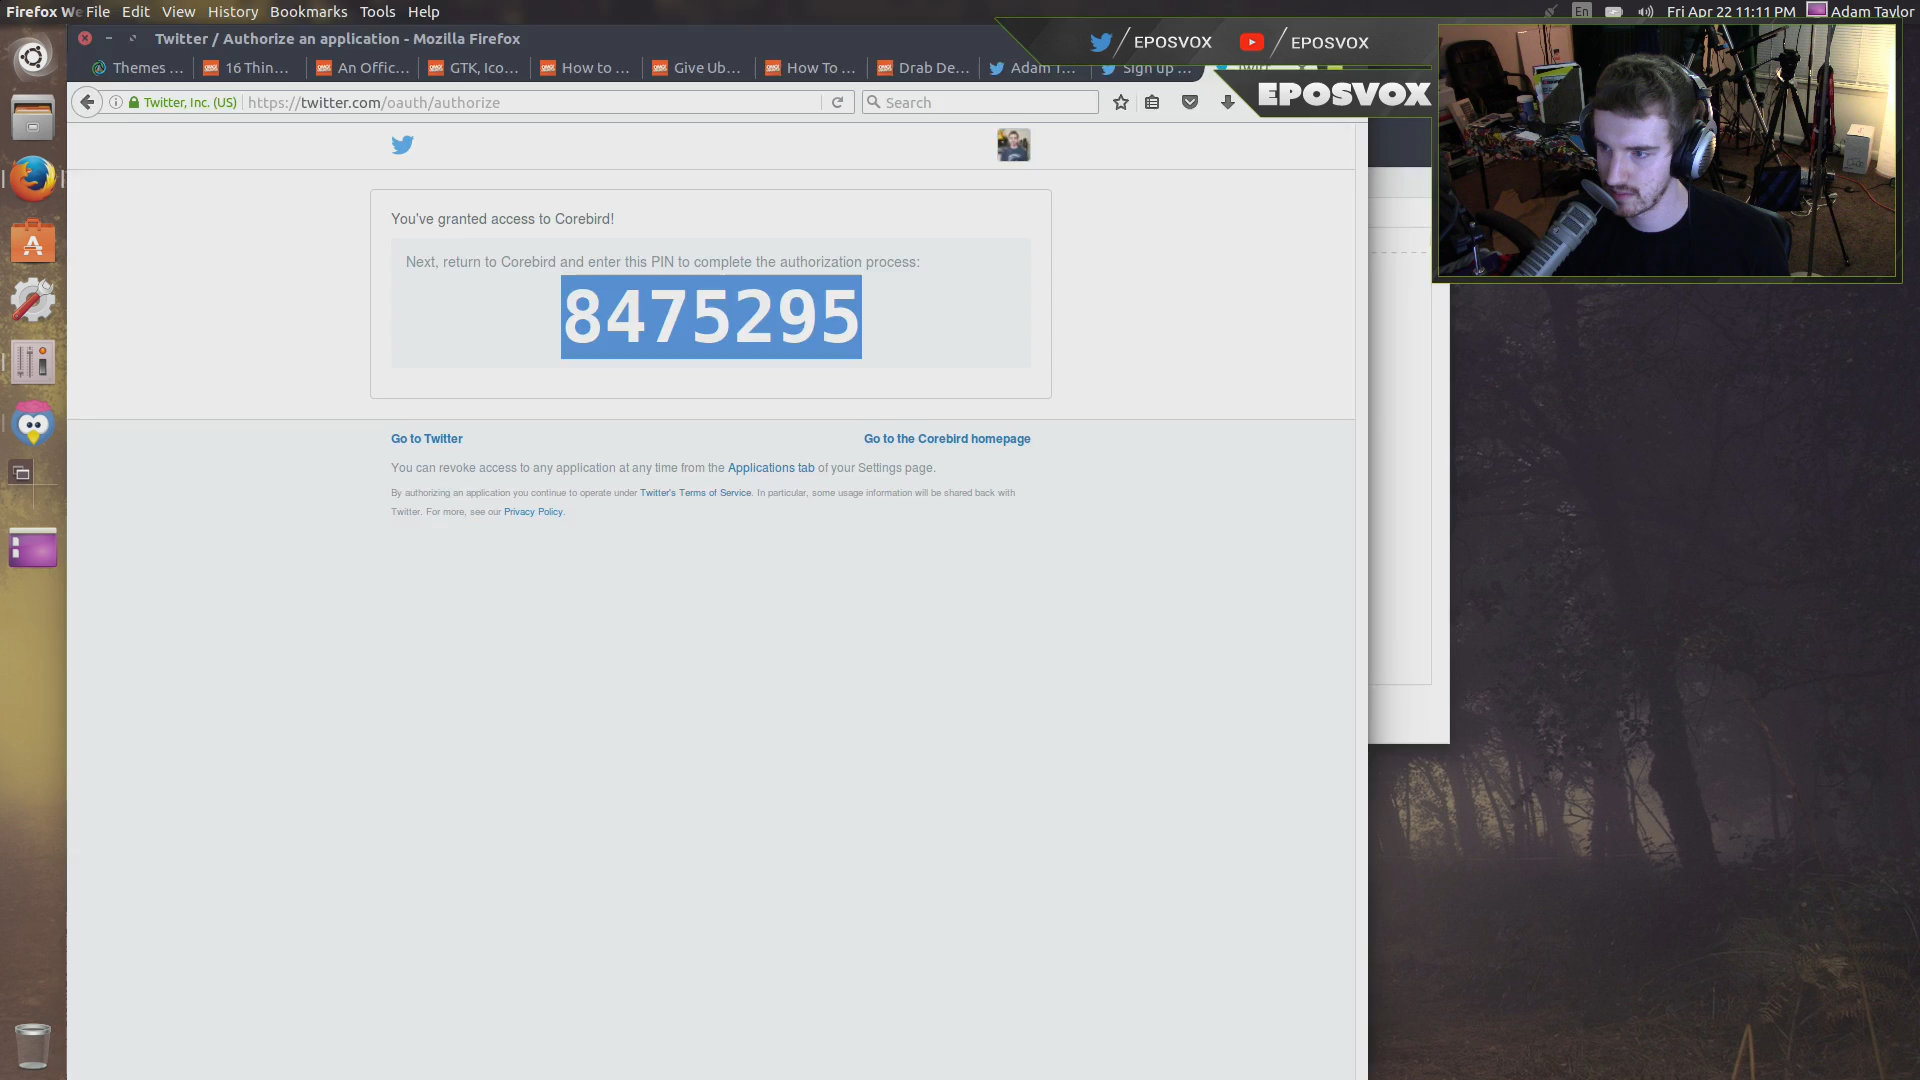 Firefox We File Edit View History Bookmarks Tools Help
En Fri Apr 22 11:11 PM Adam Taylor
Twitter / Authorize an application - Mozilla Firefox
/ EPOSVOX / EPOSVOX
Themes ... 16 Thin... An Offic... GTK, Ico... How to ... Give Ub... How To ... Drab De... Adam T... Sign up ...
Twitter, Inc. (US) https://twitter.com/oauth/authorize Search
EPOSVOX
You've granted access to Corebird!
Next, return to Corebird and enter this PIN to complete the authorization process:
8475295
Go to Twitter Go to the Corebird homepage
You can revoke access to any application at any time from the Applications tab of your Settings page.
By authorizing an application you continue to operate under Twitter's Terms of Service. In particular, some usage information will be shared back with
Twitter. For more, see our Privacy Policy.